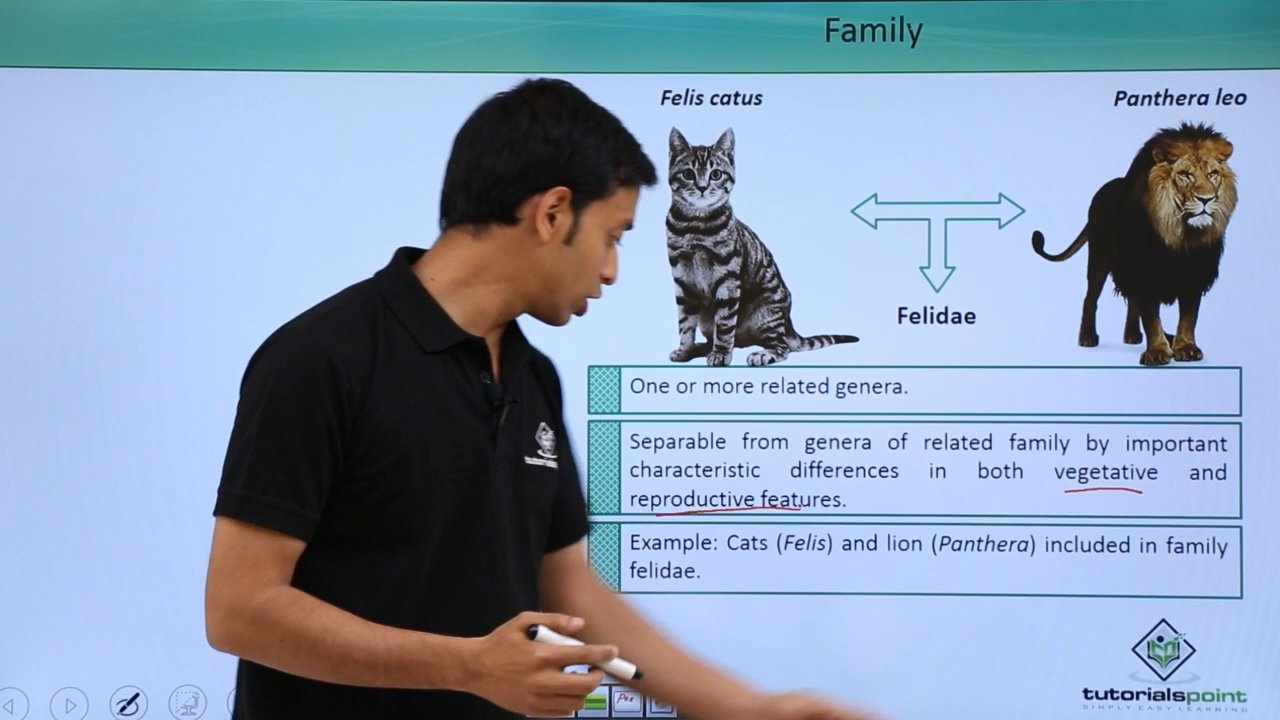 Family
Felis catus
Panthera leo
Felidae
One or more related genera.
Separable from genera of related family by important
characteristic differences in both vegetative and
reproductive features.
Example: Cats (Felis) and lion (Panthera) included in family
felidae.
tutorialspoint
SIMPLY EASY LEARNING